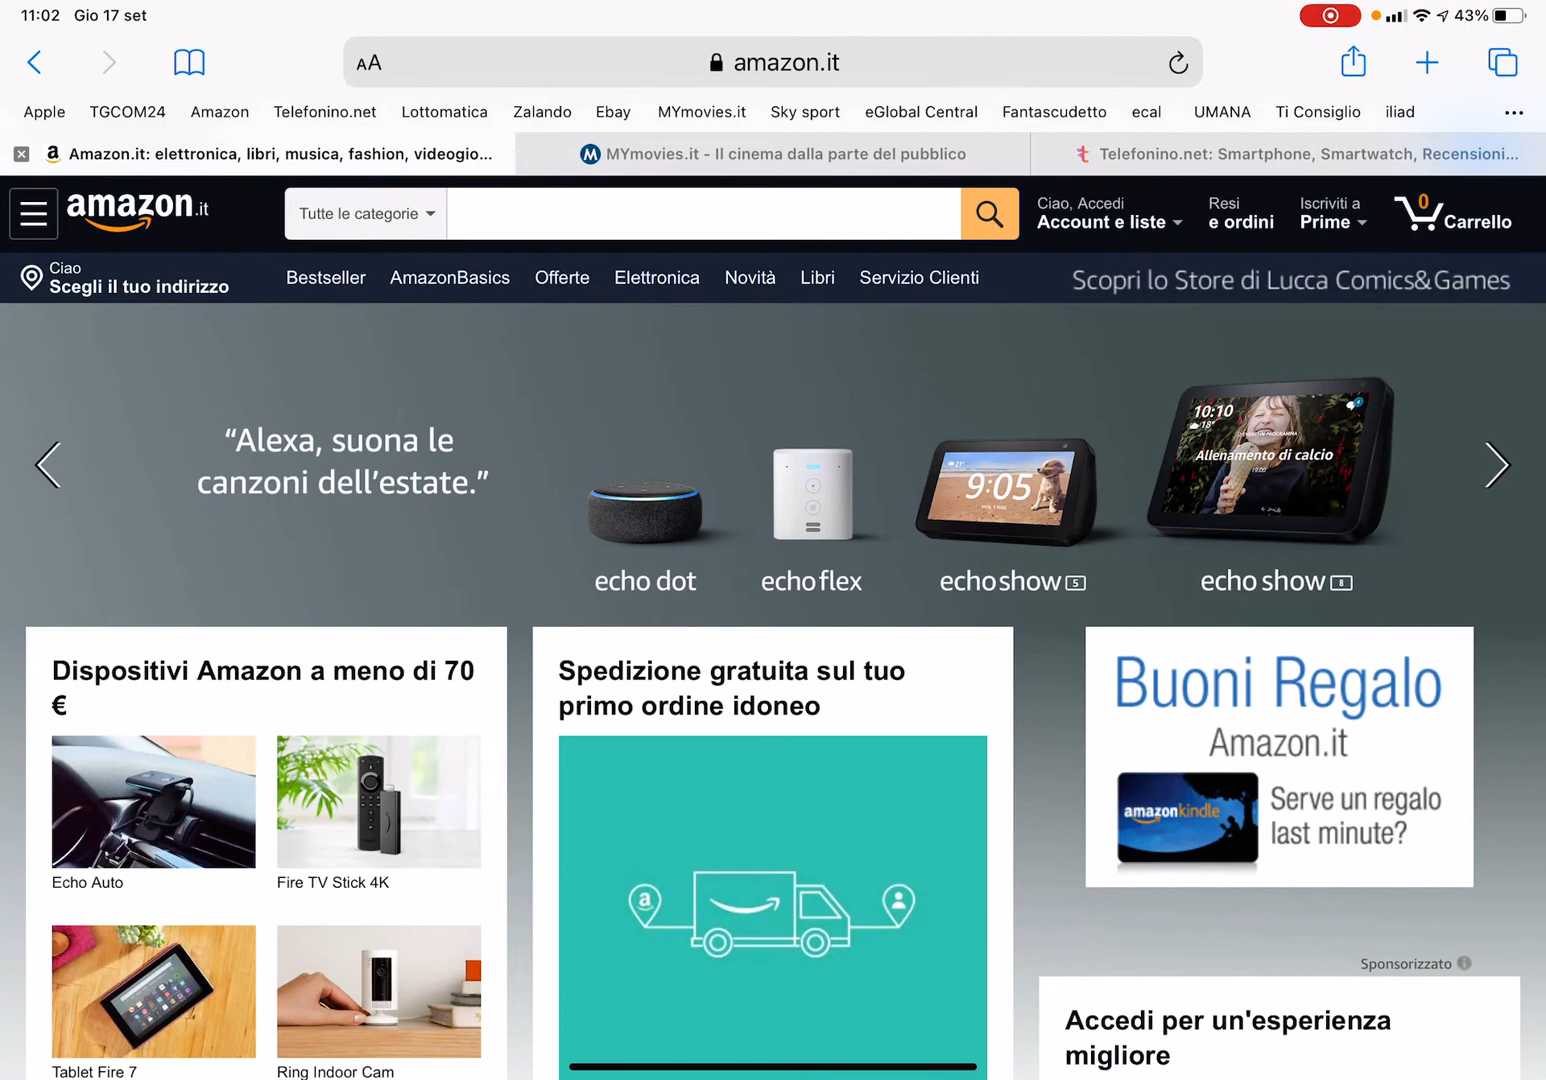 11:02 Gio 17 set
43%
AA amazon.it
Apple TGCOM24 Amazon Telefonino.net Lottomatica Zalando Ebay MYmovies.it Sky sport eGlobal Central Fantascudetto ecal UMANA Ti Consiglio iliad ...
Amazon.it: elettronica, libri, musica, fashion, videogio...
MYmovies.it - Il cinema dalla parte del pubblico
Telefonino.net: Smartphone, Smartwatch, Recensioni...
amazon.it
Tutte le categorie
Ciao, Accedi
Account e liste
Resi
e ordini
Iscriviti a
Prime
0
Carrello
Ciao
Scegli il tuo indirizzo
Bestseller AmazonBasics Offerte Elettronica Novità Libri Servizio Clienti
Scopri lo Store di Lucca Comics&Games
“Alexa, suona le
canzoni dell’estate.”
21°
9:05
10:10
18°
Allenamento di calcio
19:00
echo dot
echo flex
echo show 5
echo show 8
Dispositivi Amazon a meno di 70
€
Echo Auto
Fire TV Stick 4K
Tablet Fire 7
Ring Indoor Cam
Spedizione gratuita sul tuo
primo ordine idoneo
Buoni Regalo
Amazon.it
amazonkindle
Serve un regalo
last minute?
Sponsorizzato
Accedi per un'esperienza
migliore